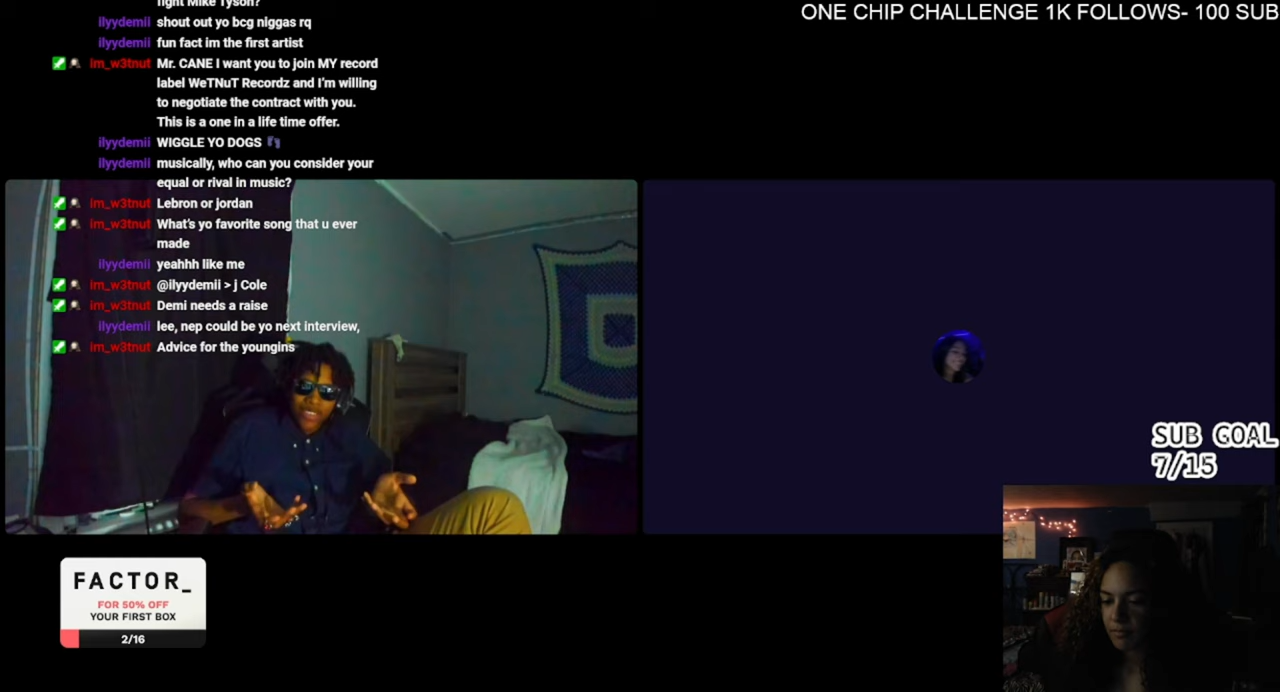 fight Mike Tyson?
ONE CHIP CHALLENGE 1K FOLLOWS- 100 SUB
ilyydemii shout out yo bcg niggas rq
ilyydemii fun fact im the first artist
im_w3tnut Mr. CANE I want you to join MY record
label WeTNuT Recordz and I'm willing
to negotiate the contract with you.
This is a one in a life time offer.
ilyydemii WIGGLE YO DOGS 👣
ilyydemii musically, who can you consider your
equal or rival in music?
im_w3tnut Lebron or jordan
im_w3tnut What's yo favorite song that u ever
made
ilyydemii yeahhh like me
im_w3tnut @ilyydemii > j Cole
im_w3tnut Demi needs a raise
ilyydemii lee, nep could be yo next interview,
im_w3tnut Advice for the youngins
SUB GOAL
7/15
FACTOR_
FOR 50% OFF
YOUR FIRST BOX
2/16